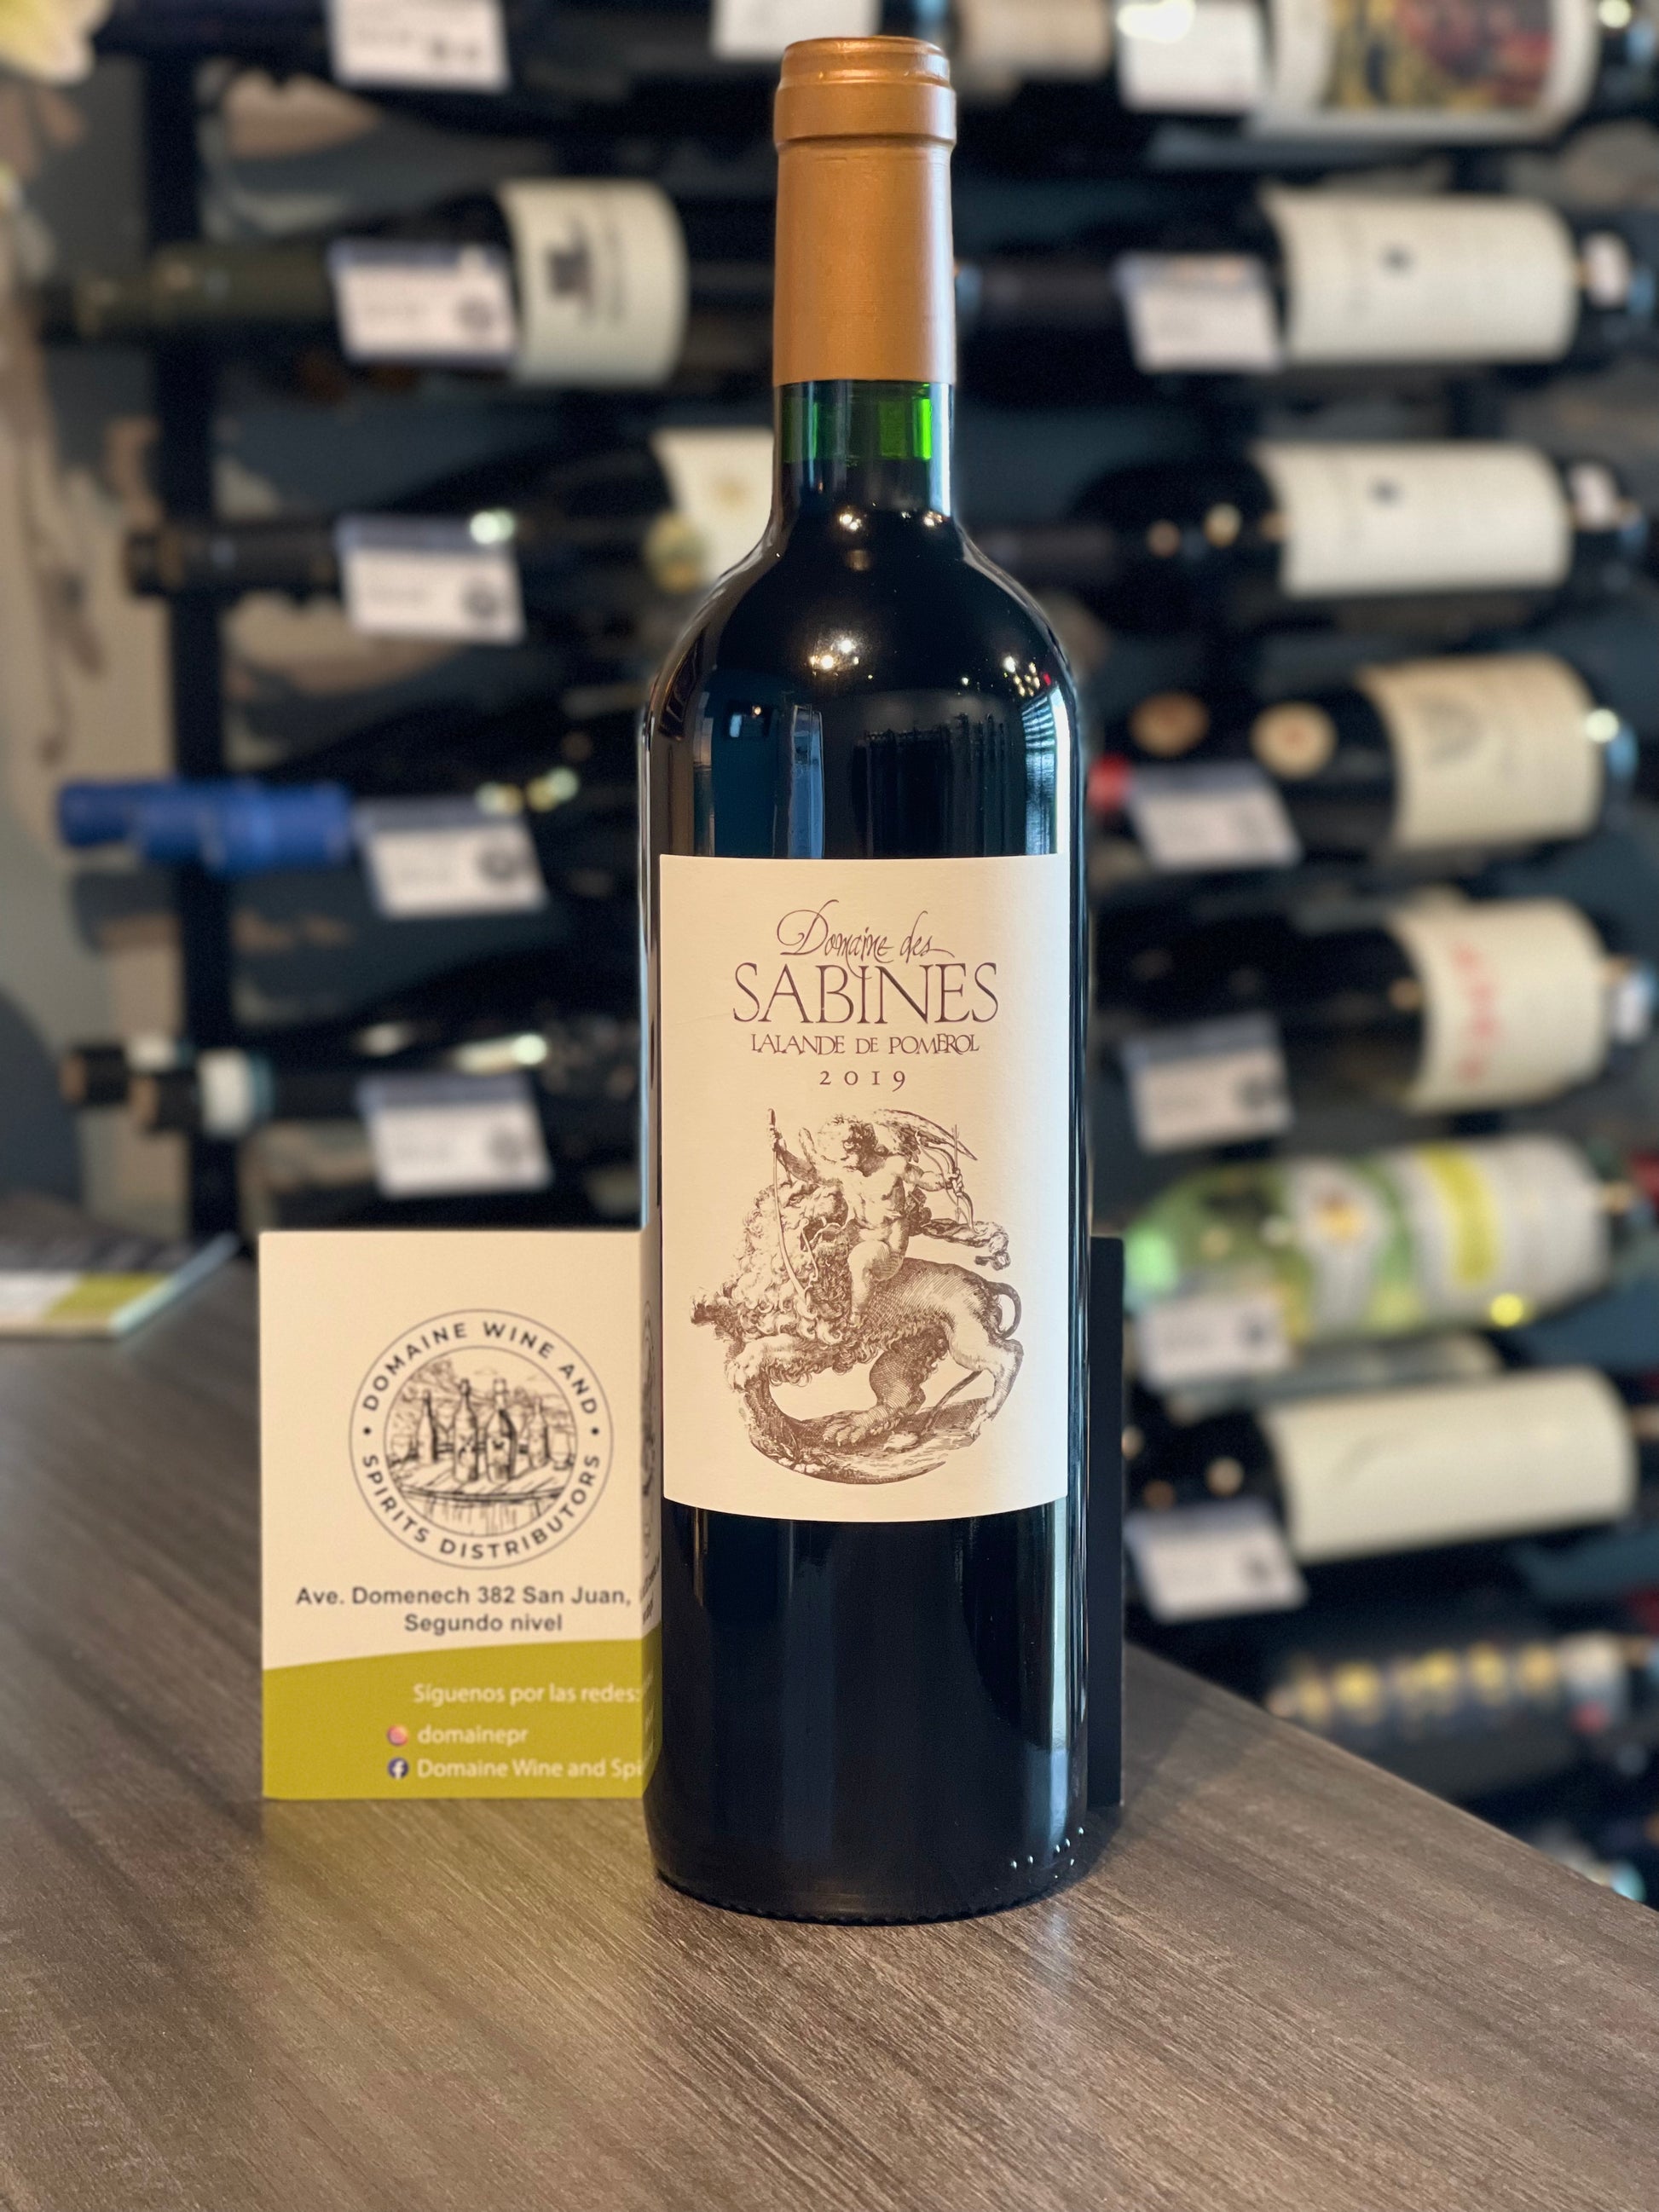 Domaine des
SABINES
LALANDE DE POMEROL
2019
DOMAINE WINE AND
SPIRITS DISTRIBUTORS
Ave. Domenech 382 San Juan,
Segundo nivel
Síguenos por las redes:
domainepr
Domaine Wine and Spi